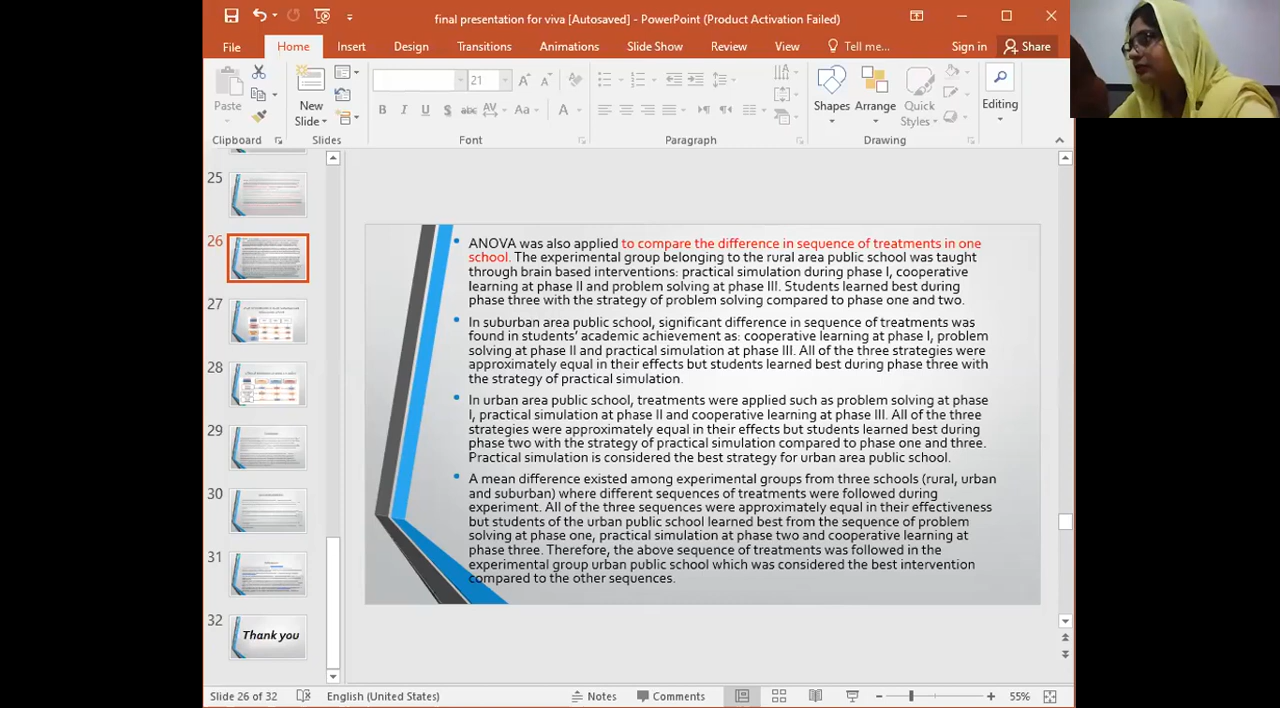 final presentation for viva [Autosaved] - PowerPoint (Product Activation Failed)
File Home Insert Design Transitions Animations Slide Show Review View Tell me... Sign in Share
Paste
New
Slide
21
Shapes Arrange Quick
Styles
Editing
Clipboard Slides Font Paragraph Drawing
25
26
27
28
29
30
31
32
Thank you
ANOVA was also applied to compare the difference in sequence of treatments in one
school. The experimental group belonging to the rural area public school was taught
through brain based interventions: practical simulation during phase I, cooperative
learning at phase II and problem solving at phase III. Students learned best during
phase three with the strategy of problem solving compared to phase one and two.
In suburban area public school, significant difference in sequence of treatments was
found in students' academic achievement as: cooperative learning at phase I, problem
solving at phase II and practical simulation at phase III. All of the three strategies were
approximately equal in their effects but students learned best during phase three with
the strategy of practical simulation.
In urban area public school, treatments were applied such as problem solving at phase
I, practical simulation at phase II and cooperative learning at phase III. All of the three
strategies were approximately equal in their effects but students learned best during
phase two with the strategy of practical simulation compared to phase one and three.
Practical simulation is considered the best strategy for urban area public school.
A mean difference existed among experimental groups from three schools (rural, urban
and suburban) where different sequences of treatments were followed during
experiment. All of the three sequences were approximately equal in their effectiveness
but students of the urban public school learned best from the sequence of problem
solving at phase one, practical simulation at phase two and cooperative learning at
phase three. Therefore, the above sequence of treatments was followed in the
experiment group urban public school which was considered the best intervention
compared to the other sequences.
Slide 26 of 32 English (United States) Notes Comments 55%